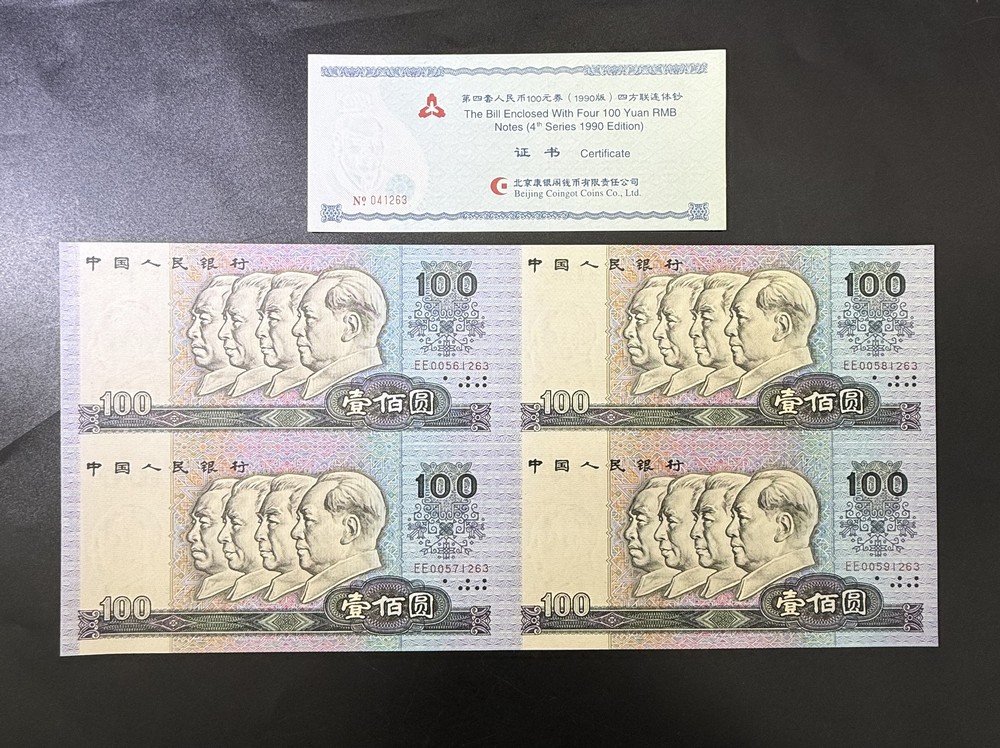 第四套人民币100元券（1990版）四方联连体钞
The Bill Enclosed With Four 100 Yuan RMB
Notes (4th Series 1990 Edition)
证书 Certificate
北京康银阁钱币有限责任公司
Beijing Coingot Coins Co., Ltd.
№ 041263
中国人民银行
100
EE00561263
100
壹佰圆
中国人民银行
100
EE00581263
100
壹佰圆
中国人民银行
100
EE00571263
100
壹佰圆
中国人民银行
100
EE00591263
100
壹佰圆